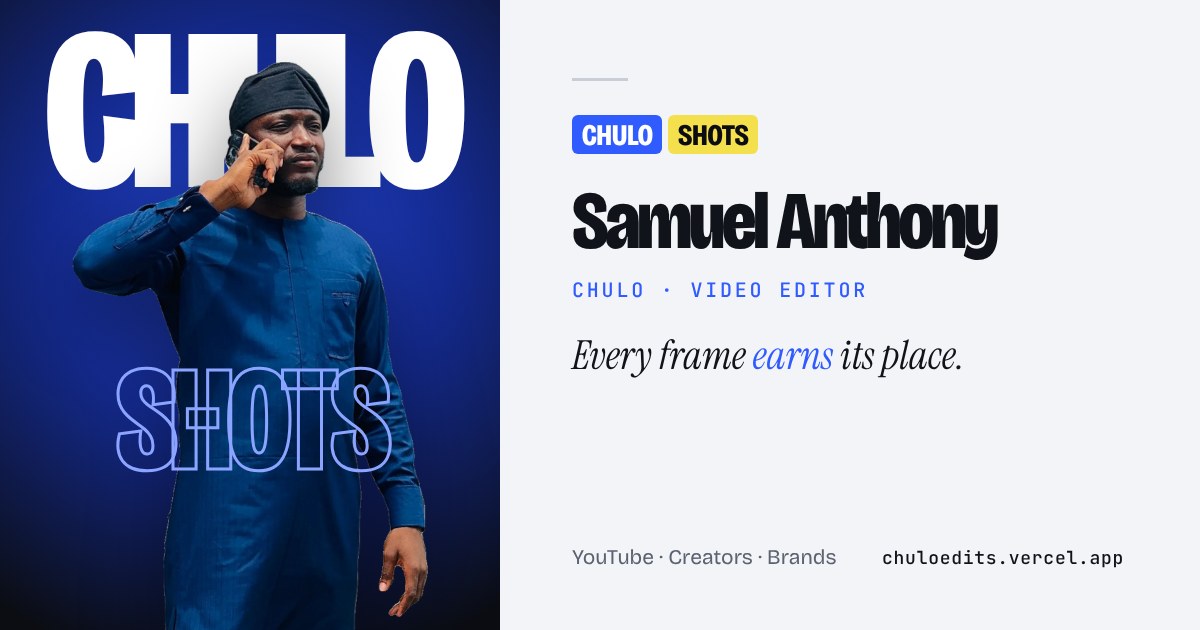 CHULO
SHOTS
CHULO SHOTS
Samuel Anthony
CHULO · VIDEO EDITOR
Every frame earns its place.
YouTube · Creators · Brands
chuloedits.vercel.app